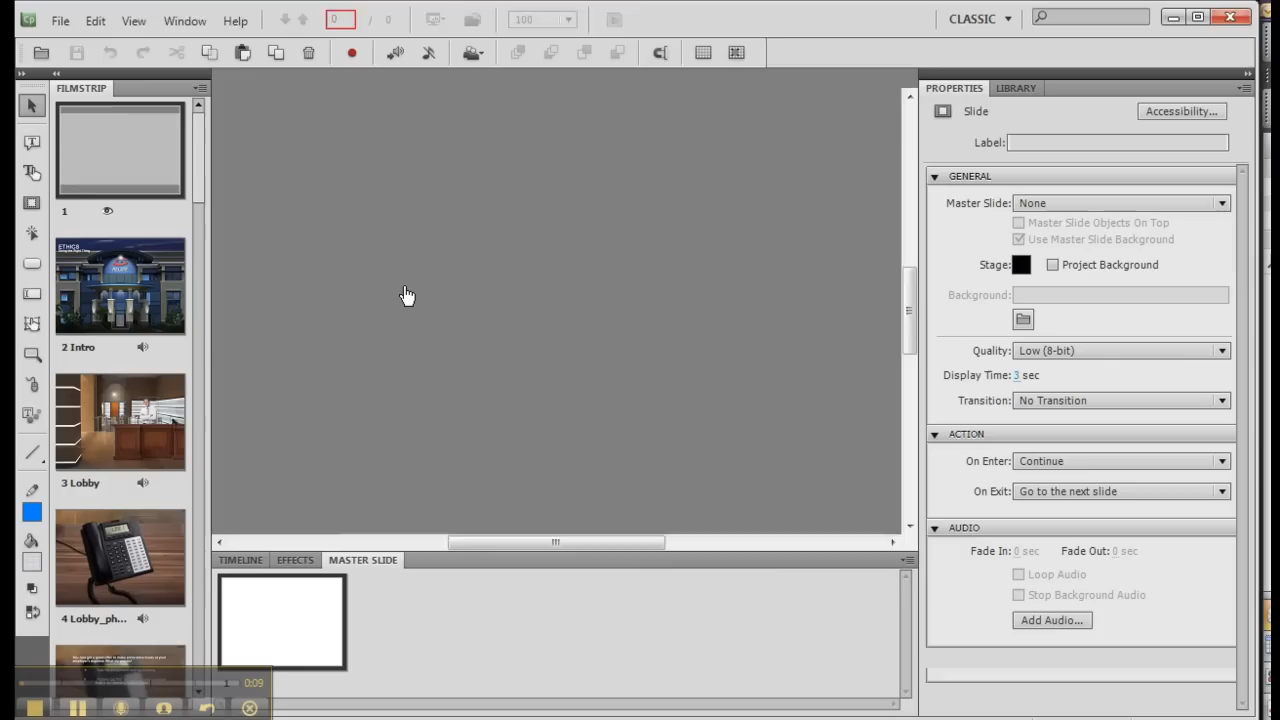 Cp File Edit View Window Help 0 / 0 100 CLASSIC
FILMSTRIP
1
ETHICS
2 Intro
3 Lobby
4 Lobby_ph...
1 0:09
TIMELINE EFFECTS MASTER SLIDE
PROPERTIES LIBRARY
Slide Accessibility...
Label:
GENERAL
Master Slide: None
Master Slide Objects On Top
Use Master Slide Background
Stage: Project Background
Background:
Quality: Low (8-bit)
Display Time: 3 sec
Transition: No Transition
ACTION
On Enter: Continue
On Exit: Go to the next slide
AUDIO
Fade In: 0 sec Fade Out: 0 sec
Loop Audio
Stop Background Audio
Add Audio...